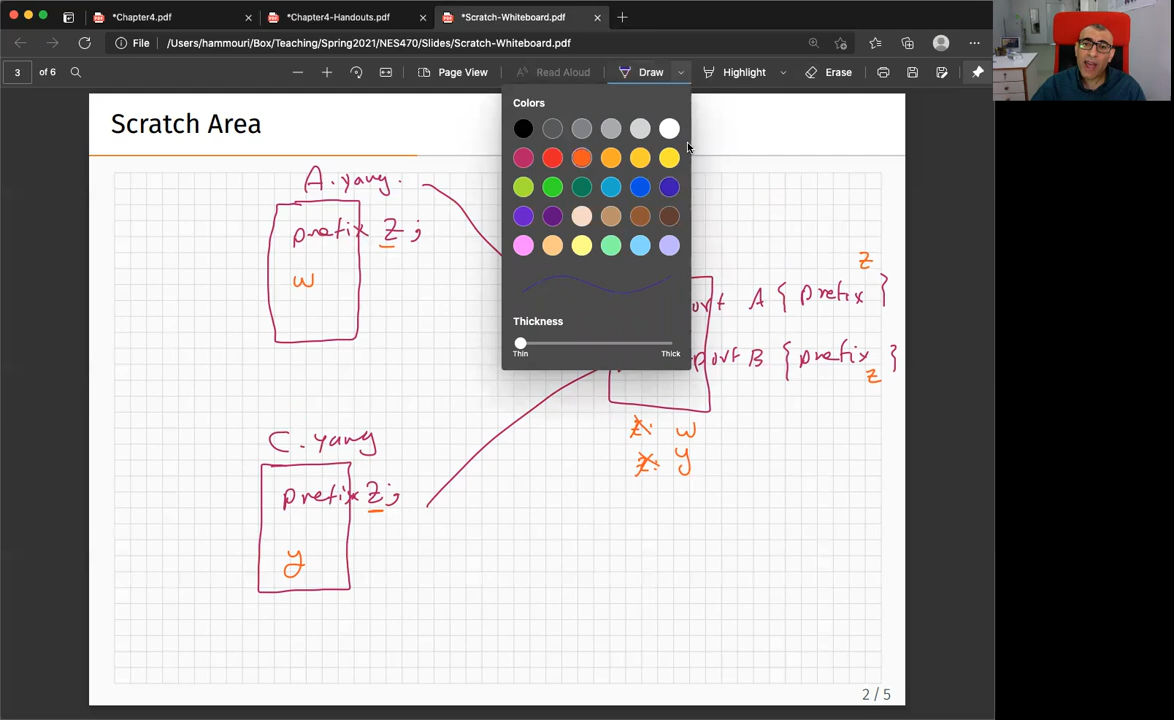 *Chapter4.pdf
*Chapter4-Handouts.pdf
*Scratch-Whiteboard.pdf
File
/Users/hammouri/Box/Teaching/Spring2021/NES470/Slides/Scratch-Whiteboard.pdf
3 of 6
Page View
Read Aloud
Draw
Highlight
Erase
Colors
Thickness
Thin
Thick
Scratch Area
A.yang.
prefix z;
w
z
ort A { prefix }
port B { prefix }
z
z: w
z: y
C.yang
prefix z;
y
2 / 5